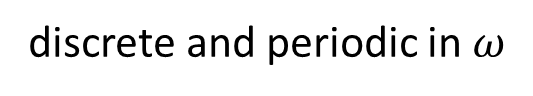 discrete and periodic in ω